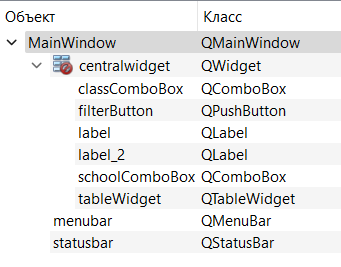 Объект Класс
MainWindow QMainWindow
centralwidget QWidget
classComboBox QComboBox
filterButton QPushButton
label QLabel
label_2 QLabel
schoolComboBox QComboBox
tableWidget QTableWidget
menubar QMenuBar
statusbar QStatusBar